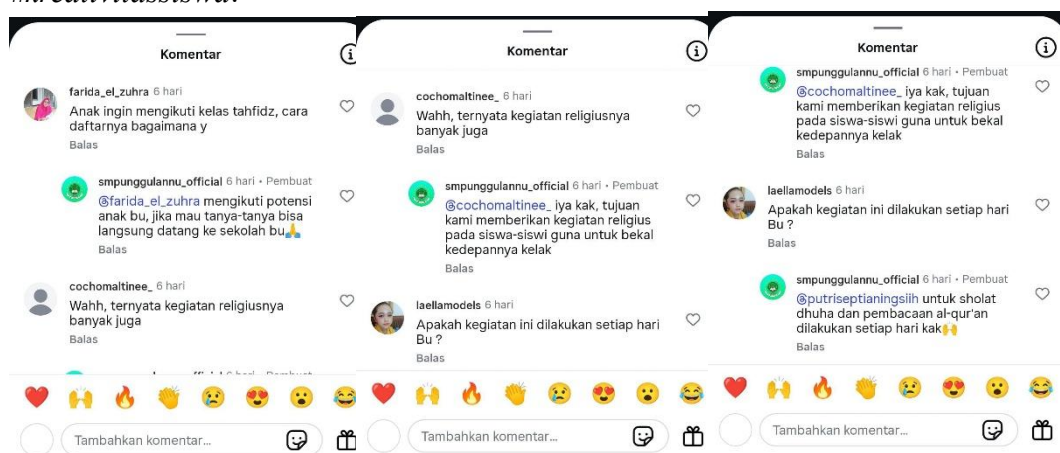 #kreativitassiswa.
Komentar
farida_el_zuhra 6 hari
Anak ingin mengikuti kelas tahfidz, cara
daftarnya bagaimana y
Balas
smpunggulannu_official 6 hari • Pembuat
@farida_el_zuhra mengikuti potensi
anak bu, jika mau tanya-tanya bisa
langsung datang ke sekolah bu🙏
Balas
cochomaltinee_ 6 hari
Wahh, ternyata kegiatan religiusnya
banyak juga
Balas
Tambahkan komentar...
Komentar
cochomaltinee_ 6 hari
Wahh, ternyata kegiatan religiusnya
banyak juga
Balas
smpunggulannu_official 6 hari • Pembuat
@cochomaltinee_ iya kak, tujuan
kami memberikan kegiatan religius
pada siswa-siswi guna untuk bekal
kedepannya kelak
Balas
laellamodels 6 hari
Apakah kegiatan ini dilakukan setiap hari
Bu ?
Balas
Tambahkan komentar...
Komentar
smpunggulannu_official 6 hari • Pembuat
@cochomaltinee_ iya kak, tujuan
kami memberikan kegiatan religius
pada siswa-siswi guna untuk bekal
kedepannya kelak
Balas
laellamodels 6 hari
Apakah kegiatan ini dilakukan setiap hari
Bu ?
Balas
smpunggulannu_official 6 hari • Pembuat
@putriseptianingsiih untuk sholat
dhuha dan pembacaan al-qur'an
dilakukan setiap hari kak🙌
Balas
Tambahkan komentar...